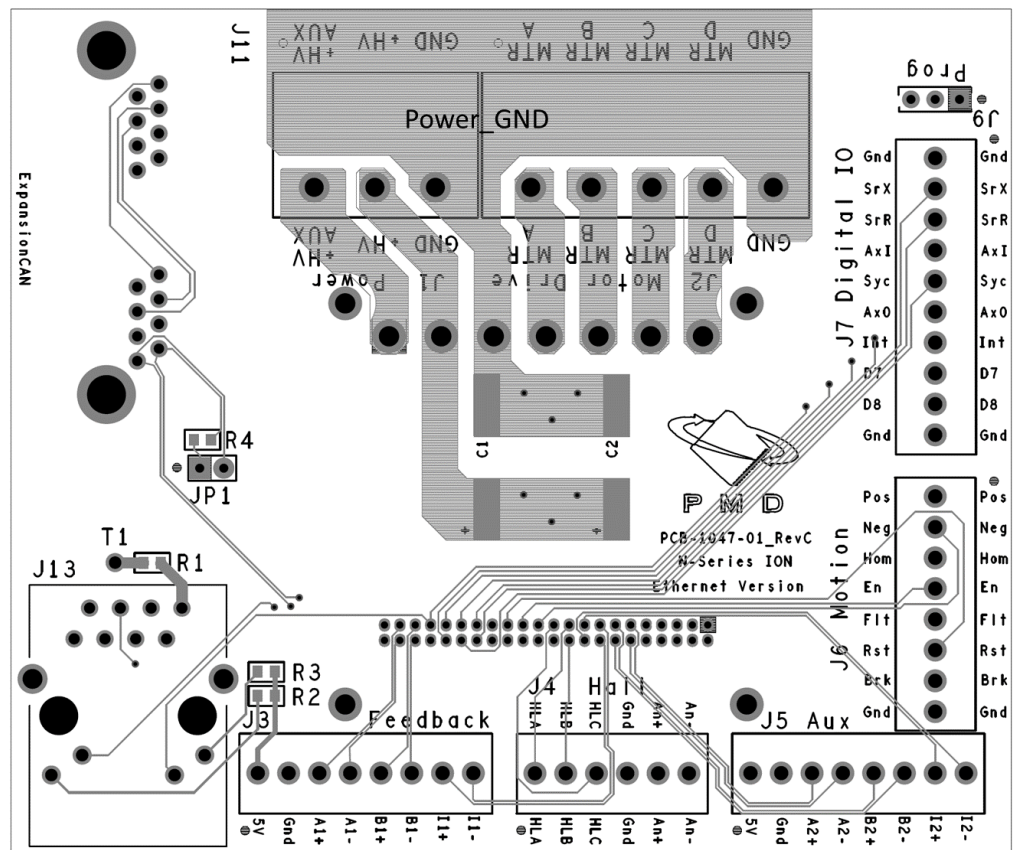 J11
+HV AUX
+HV
GND
MTR A
MTR B
MTR C
MTR D
GND
Power_GND
+HV AUX
+HV
GND
MTR A
MTR B
MTR C
MTR D
GND
Power
J1
Motor Drive
J2
Prog
J9
J7 Digital IO
Gnd Gnd
SrX SrX
SrR SrR
AxI AxI
Syc Syc
AxO AxO
Int Int
D7 D7
D8 D8
Gnd Gnd
ExpansionCAN
R4
JP1
C1
C2
PMD
PCB-1047-01_RevC
N-Series ION
Ethernet Version
J6 Motion
Pos Pos
Neg Neg
Hom Hom
En En
Flt Flt
Rst Rst
Brk Brk
Gnd Gnd
T1
R1
J13
R3
R2
J3
Feedback
J4 Hall
HLA
HLB
HLC
Gnd
An+
An-
J5 Aux
5V
Gnd
A1+
A1-
B1+
B1-
I1+
I1-
HLA
HLB
HLC
Gnd
An+
An-
5V
Gnd
A2+
A2-
B2+
B2-
I2+
I2-